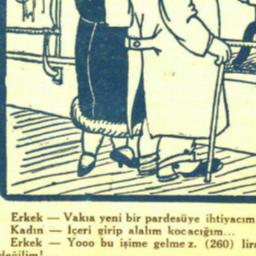 Erkek — Vakıa yeni bir pardesüye ihtiyacım
Kadın — İçeri girip alalım kocacığım...
Erkek — Yooo bu işime gelmez. (260) lira
değilim!